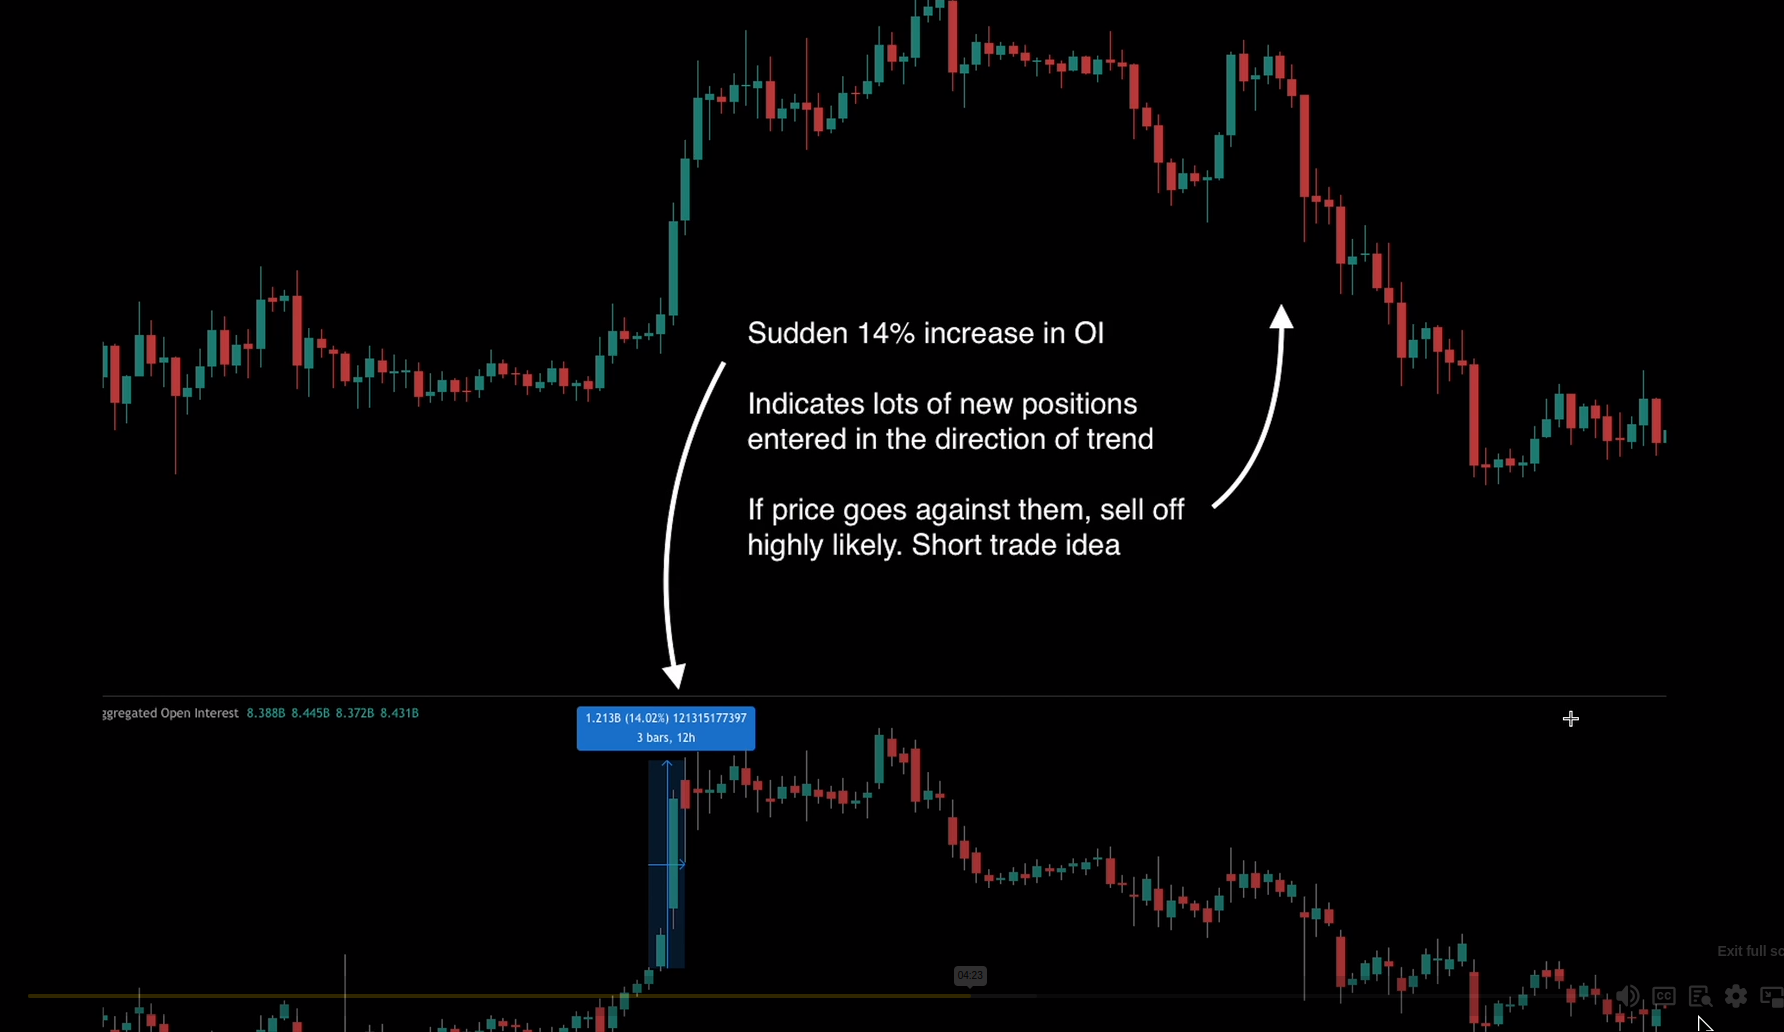 Sudden 14% increase in OI
Indicates lots of new positions
entered in the direction of trend
If price goes against them, sell off
highly likely. Short trade idea
ggregated Open Interest 8.388B 8.445B 8.372B 8.431B
1.213B (14.02%) 121315177397
3 bars, 12h
Exit full sc
04:23
CC